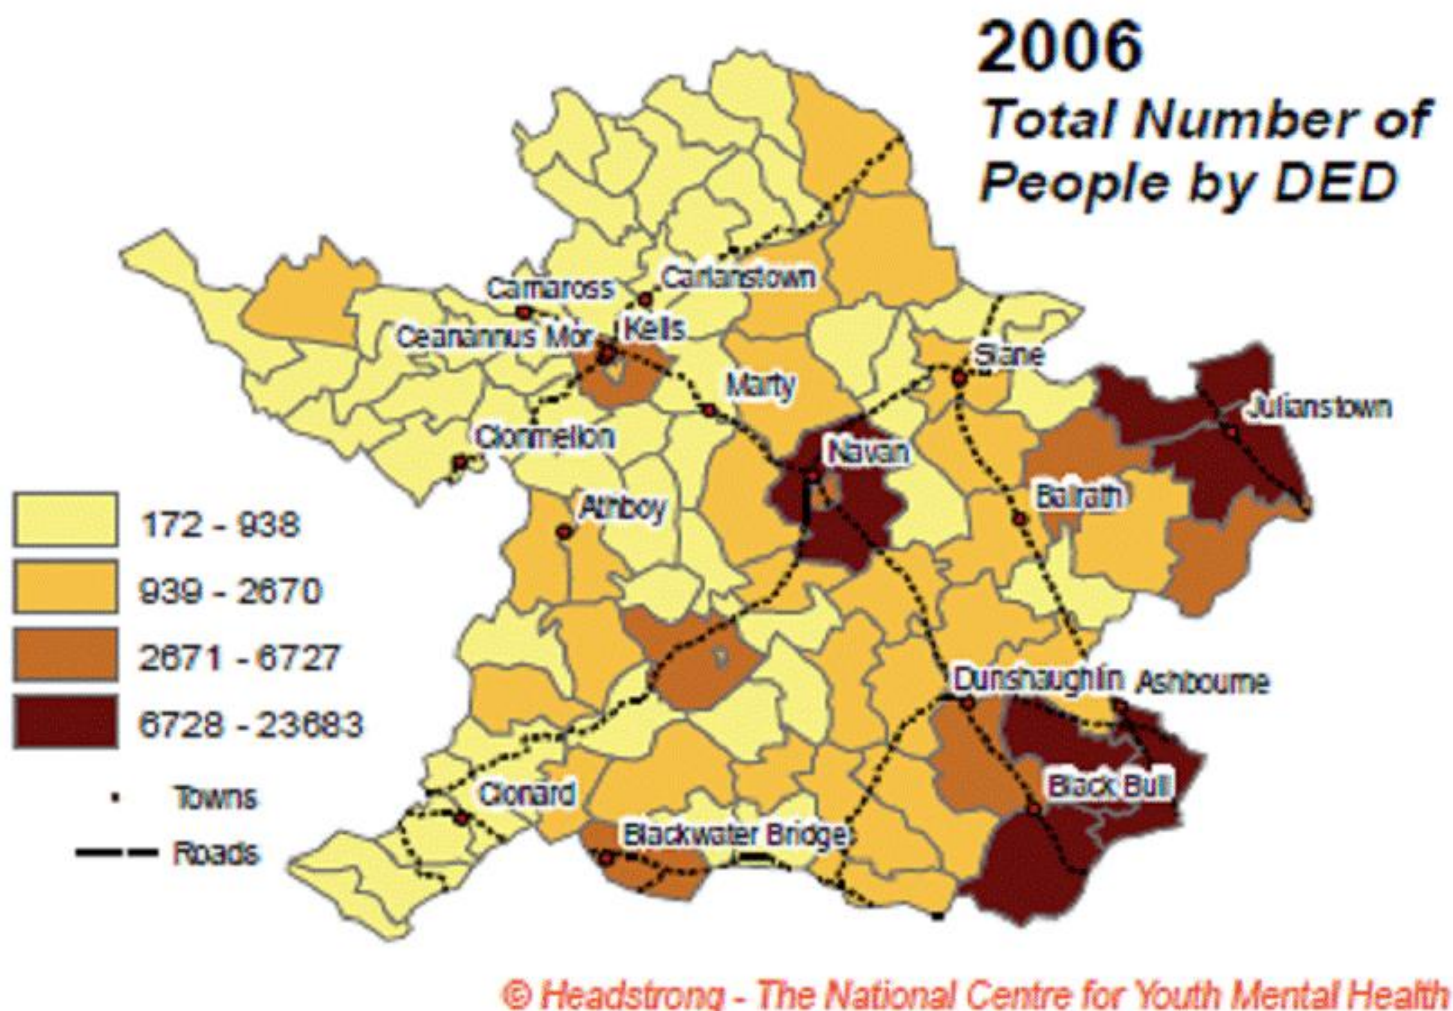 2006
Total Number of
People by DED
Carlanstown
Carnaross
Ceanannus Mor
Kells
Slane
Marty
Julianstown
Clonmellon
Navan
Athboy
Balrath
172 - 938
939 - 2670
2671 - 6727
6728 - 23683
Dunshaughlin
Ashbourne
Towns
Clonard
Black Bull
Roads
Blackwater Bridge
© Headstrong - The National Centre for Youth Mental Health